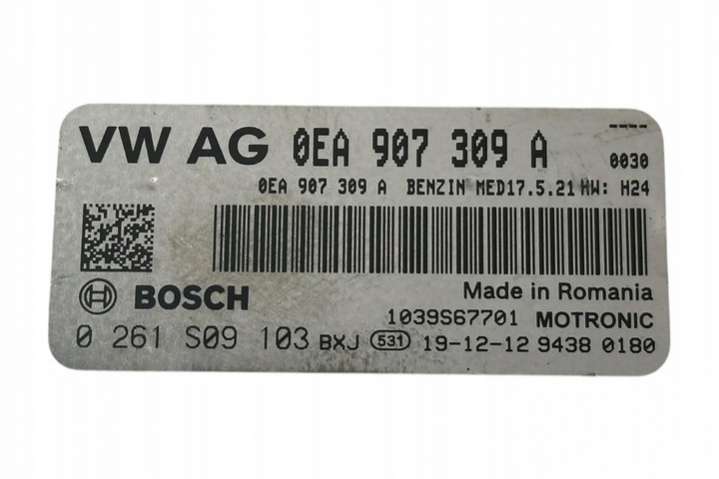 ----
VW AG 0EA 907 309 A 0030
0EA 907 309 A BENZIN MED17.5.21 HW: H24
BOSCH
Made in Romania
1039S67701 MOTRONIC
0 261 S09 103 BXJ 531 19-12-12 9438 0180